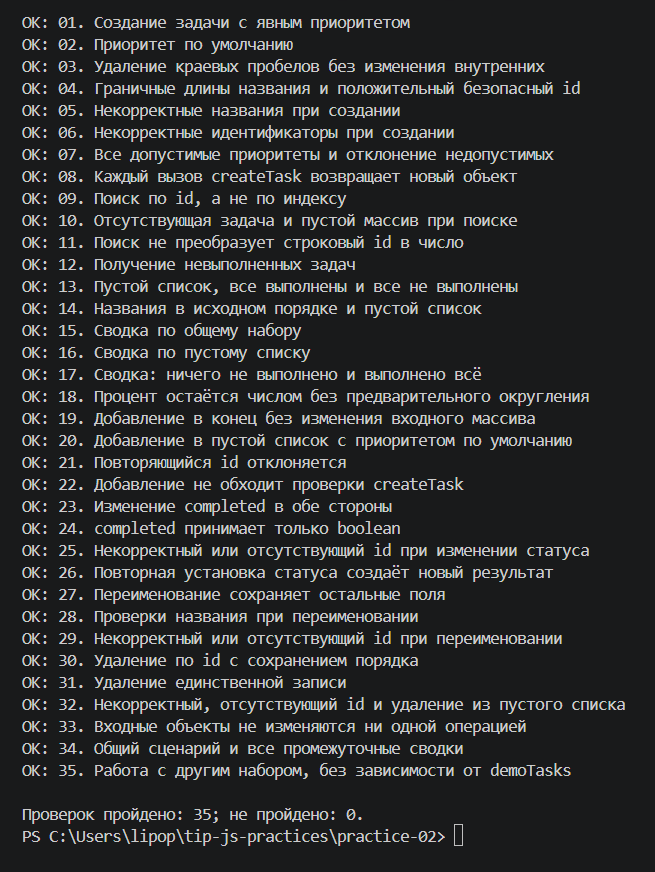 OK: 01. Создание задачи с явным приоритетом
OK: 02. Приоритет по умолчанию
OK: 03. Удаление краевых пробелов без изменения внутренних
OK: 04. Граничные длины названия и положительный безопасный id
OK: 05. Некорректные названия при создании
OK: 06. Некорректные идентификаторы при создании
OK: 07. Все допустимые приоритеты и отклонение недопустимых
OK: 08. Каждый вызов createTask возвращает новый объект
OK: 09. Поиск по id, а не по индексу
OK: 10. Отсутствующая задача и пустой массив при поиске
OK: 11. Поиск не преобразует строковый id в число
OK: 12. Получение невыполненных задач
OK: 13. Пустой список, все выполнены и все не выполнены
OK: 14. Названия в исходном порядке и пустой список
OK: 15. Сводка по общему набору
OK: 16. Сводка по пустому списку
OK: 17. Сводка: ничего не выполнено и выполнено всё
OK: 18. Процент остаётся числом без предварительного округления
OK: 19. Добавление в конец без изменения входного массива
OK: 20. Добавление в пустой список с приоритетом по умолчанию
OK: 21. Повторяющийся id отклоняется
OK: 22. Добавление не обходит проверки createTask
OK: 23. Изменение completed в обе стороны
OK: 24. completed принимает только boolean
OK: 25. Некорректный или отсутствующий id при изменении статуса
OK: 26. Повторная установка статуса создаёт новый результат
OK: 27. Переименование сохраняет остальные поля
OK: 28. Проверки названия при переименовании
OK: 29. Некорректный или отсутствующий id при переименовании
OK: 30. Удаление по id с сохранением порядка
OK: 31. Удаление единственной записи
OK: 32. Некорректный, отсутствующий id и удаление из пустого списка
OK: 33. Входные объекты не изменяются ни одной операцией
OK: 34. Общий сценарий и все промежуточные сводки
OK: 35. Работа с другим набором, без зависимости от demoTasks
Проверок пройдено: 35; не пройдено: 0.
PS C:\Users\lipop\tip-js-practices\practice-02>